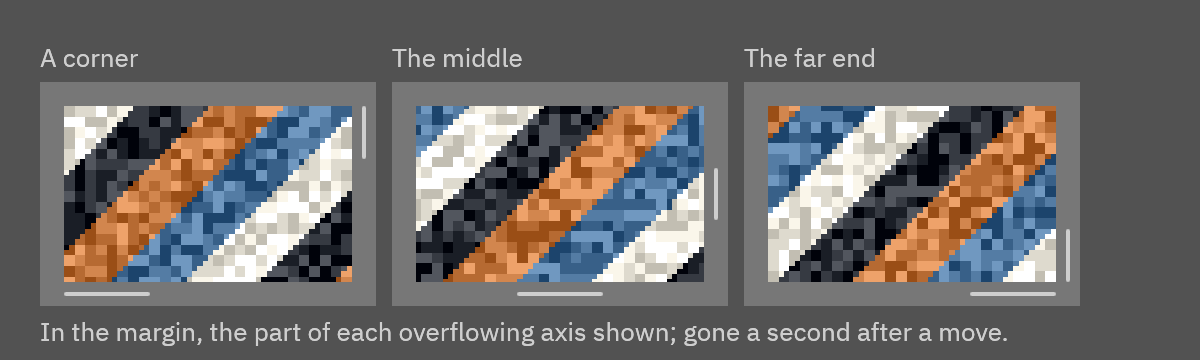 A corner
The middle
The far end
In the margin, the part of each overflowing axis shown; gone a second after a move.